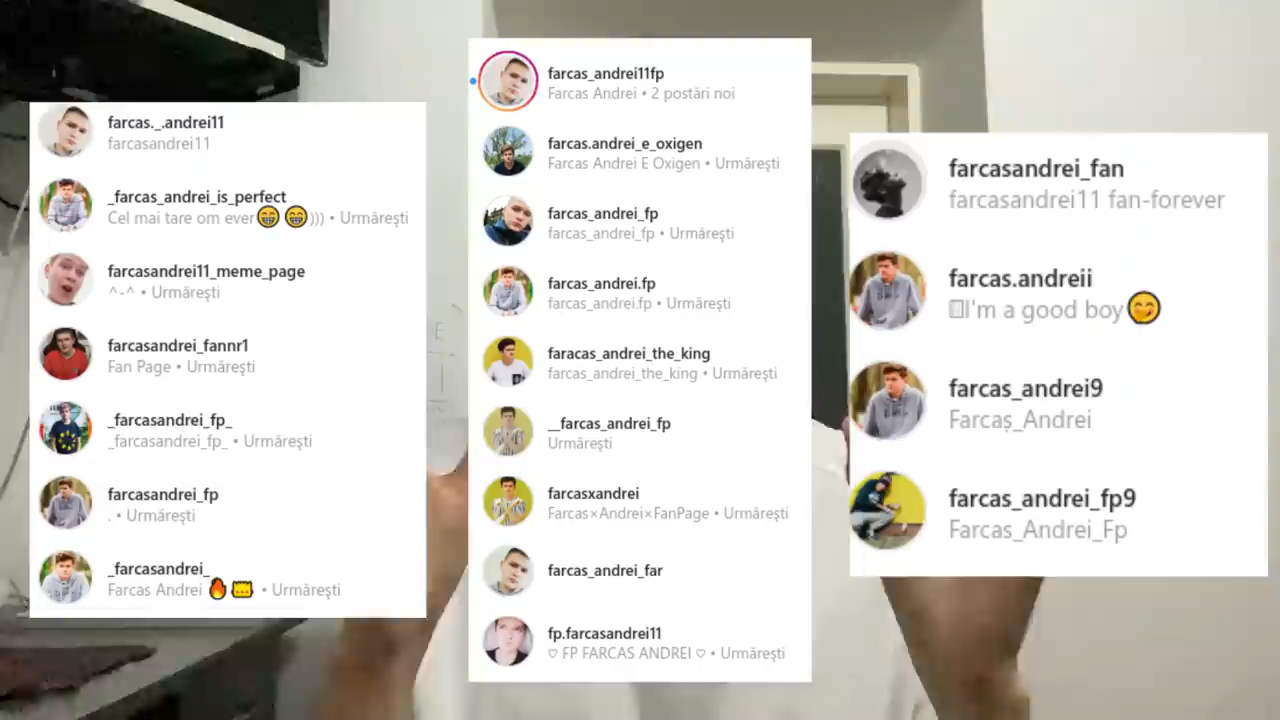 farcas._.andrei11
farcasandrei11
_farcas_andrei_is_perfect
Cel mai tare om ever😁😁))) • Urmărești
farcasandrei11_meme_page
^-^ • Urmărești
farcasandrei_fannr1
Fan Page • Urmărești
_farcasandrei_fp_
_farcasandrei_fp_ • Urmărești
farcasandrei_fp
. • Urmărești
_farcasandrei_
Farcas Andrei 🔥 • Urmărești
farcas_andrei11fp
Farcas Andrei • 2 postări noi
farcas.andrei_e_oxigen
Farcas Andrei E Oxigen • Urmărești
farcas_andrei_fp
farcas_andrei_fp • Urmărești
farcas_andrei.fp
farcas_andrei.fp • Urmărești
faracas_andrei_the_king
farcas_andrei_the_king • Urmărești
__farcas_andrei_fp
Urmărești
farcasxandrei
Farcas×Andrei×FanPage • Urmărești
farcas_andrei_far
fp.farcasandrei11
♡ FP FARCAS ANDREI ♡ • Urmărești
farcasandrei_fan
farcasandrei11 fan-forever
farcas.andreii
I'm a good boy😋
farcas_andrei9
Farcaș_Andrei
farcas_andrei_fp9
Farcas_Andrei_Fp